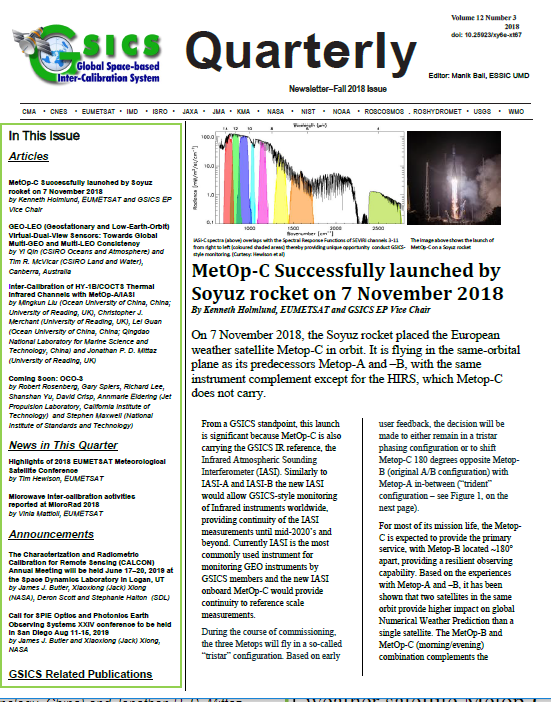 GSICS
Global Space-based
Inter-Calibration System
Quarterly
Newsletter–Fall 2018 Issue
Volume 12 Number 3
2018
doi: 10.25923/xy6e-xt67
Editor: Manik Bali, ESSIC UMD
CMA • CNES • EUMETSAT • IMD • ISRO • JAXA • JMA • KMA • NASA • NIST • NOAA • ROSCOSMOS . ROSHYDROMET • USGS • WMO
In This Issue
Articles
MetOp-C Successfully launched by Soyuz
rocket on 7 November 2018
by Kenneth Holmlund, EUMETSAT and GSICS EP
Vice Chair
GEO-LEO (Geostationary and Low-Earth-Orbit)
Virtual-Dual-View Sensors: Towards Global
Multi-GEO and Multi-LEO Consistency
by Yi Qin (CSIRO Oceans and Atmosphere) and
Tim R. McVicar (CSIRO Land and Water),
Canberra, Australia
Inter-Calibration of HY-1B/COCTS Thermal
Infrared Channels with MetOp-A/IASI
by Mingkun Liu (Ocean University of China, China;
University of Reading, UK), Christopher J.
Merchant (University of Reading, UK), Lei Guan
(Ocean University of China, China; Qingdao
National Laboratory for Marine Science and
Technology, China) and Jonathan P. D. Mittaz
(University of Reading, UK)
Coming Soon: OCO-3
by Robert Rosenberg, Gary Spiers, Richard Lee,
Shanshan Yu, David Crisp, Annmarie Eldering (Jet
Propulsion Laboratory, California Institute of
Technology) and Stephen Maxwell (National
Institute of Standards and Technology)
News in This Quarter
Highlights of 2018 EUMETSAT Meteorological
Satellite Conference
by Tim Hewison, EUMETSAT
Microwave inter-calibration activities
reported at MicroRad 2018
by Vinia Mattioli, EUMETSAT
Announcements
The Characterization and Radiometric
Calibration for Remote Sensing (CALCON)
Annual Meeting will be held June 17–20, 2019 at
the Space Dynamics Laboratory in Logan, UT
by James J. Butler, Xiaoxiong (Jack) Xiong
(NASA), Deron Scott and Stephanie Halton (SDL)
Call for SPIE Optics and Photonics Earth
Observing Systems XXIV conference to be held
in San Diego Aug 11-15, 2019
by James J. Butler and Xiaoxiong (Jack) Xiong,
NASA
GSICS Related Publications
Wavelength [μm]
14 12 10 8 6 4
Radiance [mW/m²/sr/cm⁻¹]
100.0
10.0
1.0
0.1
1000 1500 2000 2500
Wavenumber [cm⁻¹]
IASI-C spectra (above) overlaps with the Spectral Response Functions of SEVIRI channels 3-11
from right to left (coloured shaded areas) thereby providing unique opportunity conduct GSICS-
style monitoring. (Curtesy: Hewison et al)
The image above shows the launch of
MetOp-C on a Soyuz rocket
MetOp-C Successfully launched by
Soyuz rocket on 7 November 2018
By Kenneth Holmlund, EUMETSAT and GSICS EP Vice Chair
On 7 November 2018, the Soyuz rocket placed the European
weather satellite Metop-C in orbit. It is flying in the same-orbital
plane as its predecessors Metop-A and –B, with the same
instrument complement except for the HIRS, which Metop-C
does not carry.
From a GSICS standpoint, this launch
is significant because MetOp-C is also
carrying the GSICS IR reference, the
Infrared Atmospheric Sounding
Interferometer (IASI). Similarly to
IASI-A and IASI-B the new IASI
would allow GSICS-style monitoring
of Infrared instruments worldwide,
providing continuity of the IASI
measurements until mid-2020's and
beyond. Currently IASI is the most
commonly used instrument for
monitoring GEO instruments by
GSICS members and the new IASI
onboard MetOp-C would provide
continuity to reference scale
measurements.
During the course of commissioning,
the three Metops will fly in a so-called
“tristar” configuration. Based on early
user feedback, the decision will be
made to either remain in a tristar
phasing configuration or to shift
Metop-C 180 degrees opposite Metop-
B (original A/B configuration) with
Metop-A in-between (“trident”
configuration – see Figure 1, on the
next page).
For most of its mission life, the Metop-
C is expected to provide the primary
service, with Metop-B located ~180°
apart, providing a resilient observing
capability. Based on the experiences
with Metop-A and –B, it has been
shown that two satellites in the same
orbit provide higher impact on global
Numerical Weather Prediction than a
single satellite. The MetOp-B and
MetOp-C (morning/evening)
combination complements the